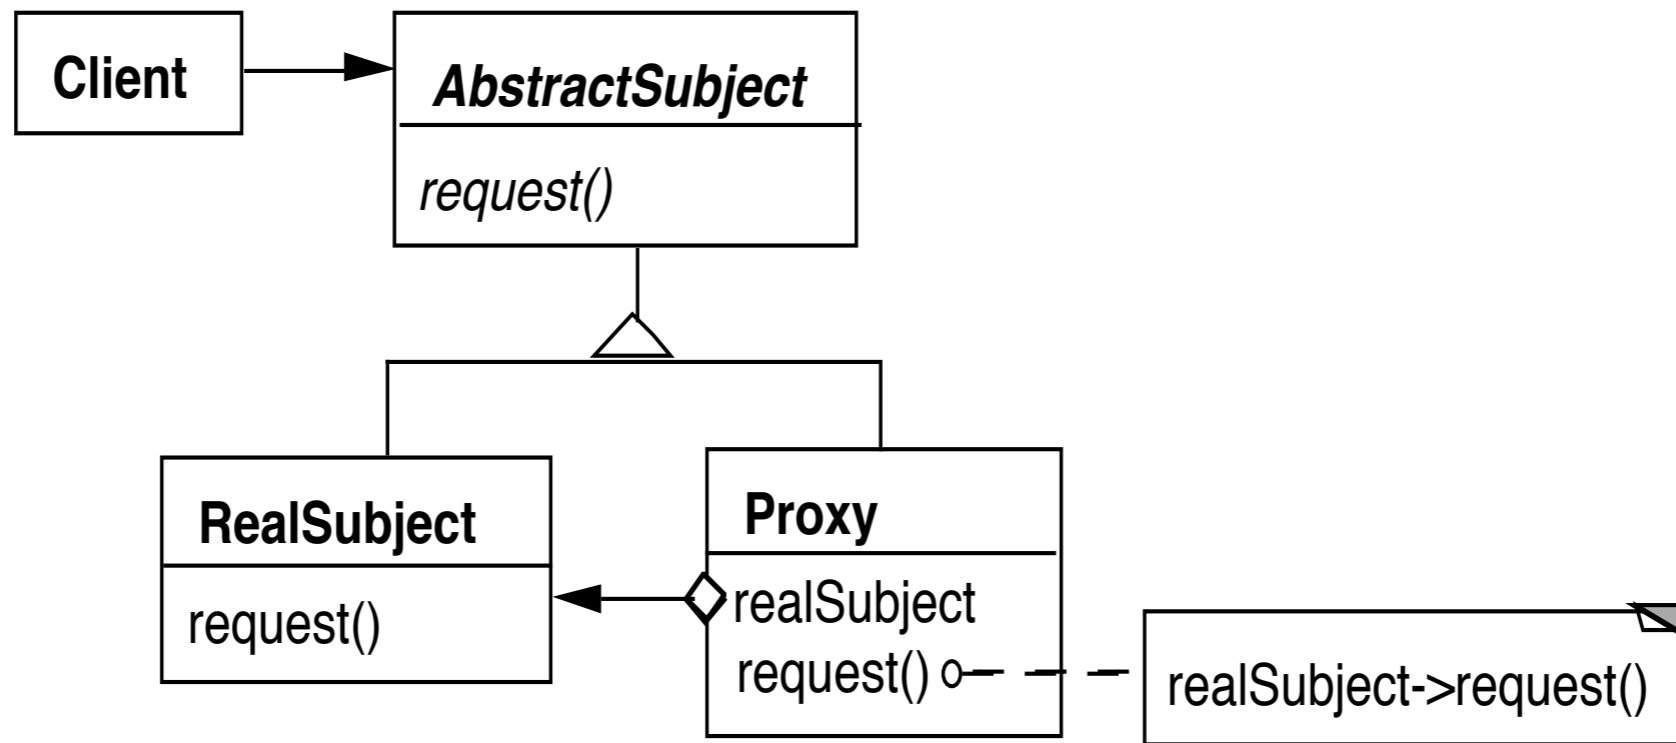 Client
AbstractSubject
request()
RealSubject
request()
Proxy
realSubject
request()
realSubject->request()